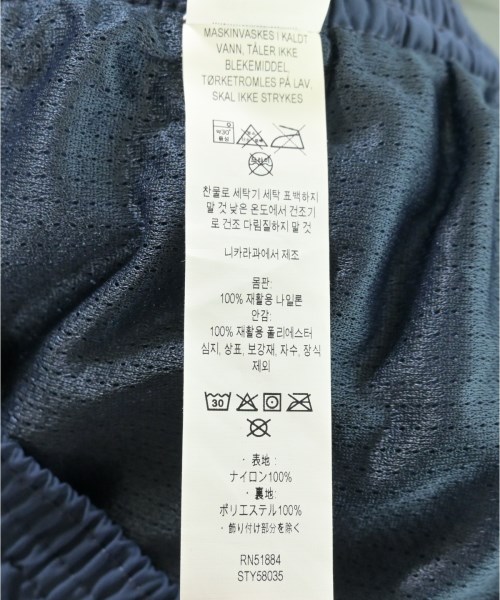 MASKINVASKES I KALDT
VANN, TÅLER IKKE
BLEKEMIDDEL,
TØRKETROMLES PÅ LAV,
SKAL IKKE STRYKES
찬물로 세탁기 세탁 표백하지
말 것 낮은 온도에서 건조기
로 건조 다림질하지 말 것
니카라과에서 제조
몸판:
100% 재활용 나일론
안감:
100% 재활용 폴리에스터
심지, 상표, 보강재, 자수, 장식
제외
30
・表地 :
ナイロン100%
・裏地:
ポリエステル100%
・飾り付け部分を除く
RN51884
STY58035